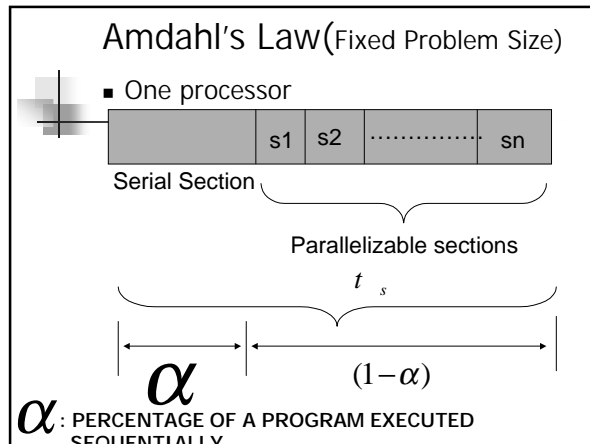 Amdahl's Law(Fixed Problem Size)
▪ One processor
s1 s2 ............... sn
Serial Section
Parallelizable sections
t s
α (1−α)
α : PERCENTAGE OF A PROGRAM EXECUTED
SEQUENTIALLY